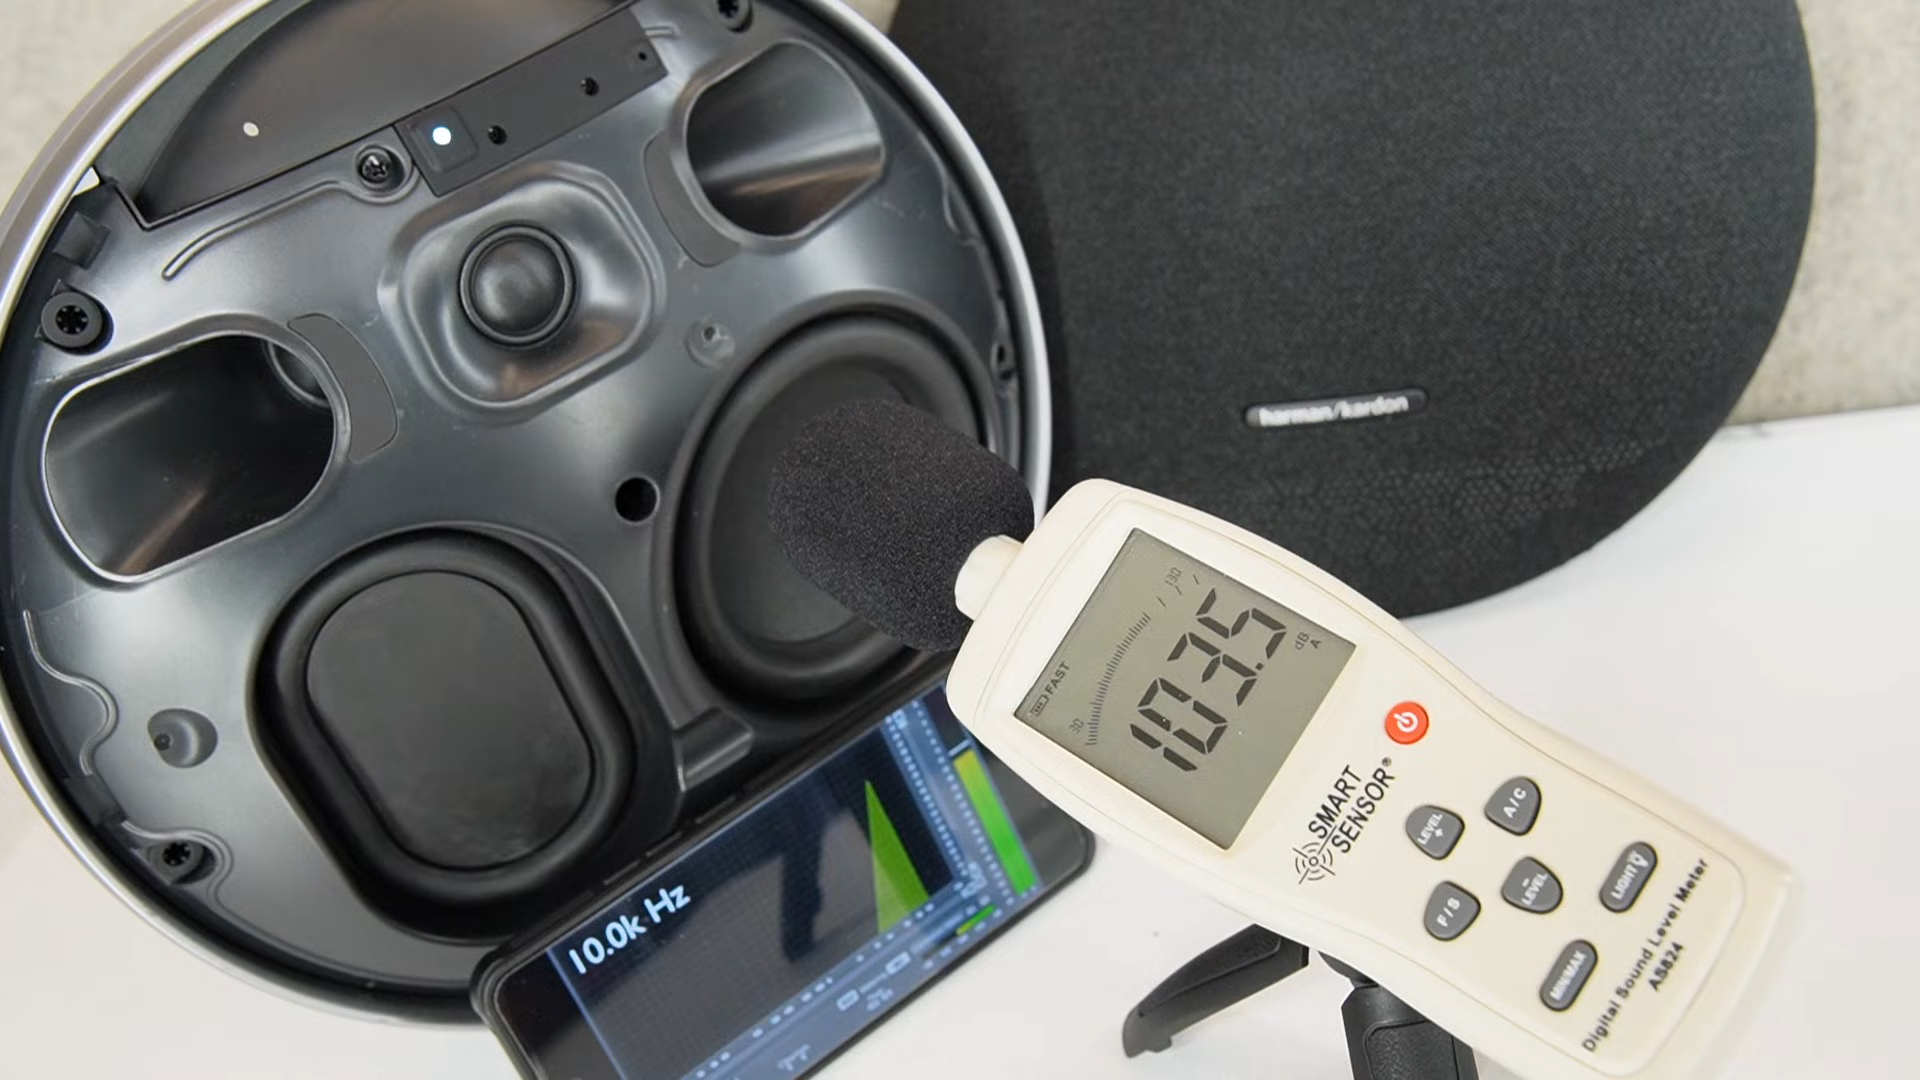 harman/kardon
130
103.5
dB
A
FAST
30
SMART
SENSOR®
LEVEL
+
A/C
F/S
-
LEVEL
LIGHT
MIN/MAX
Digital Sound Level Meter
AS824
10.0k Hz